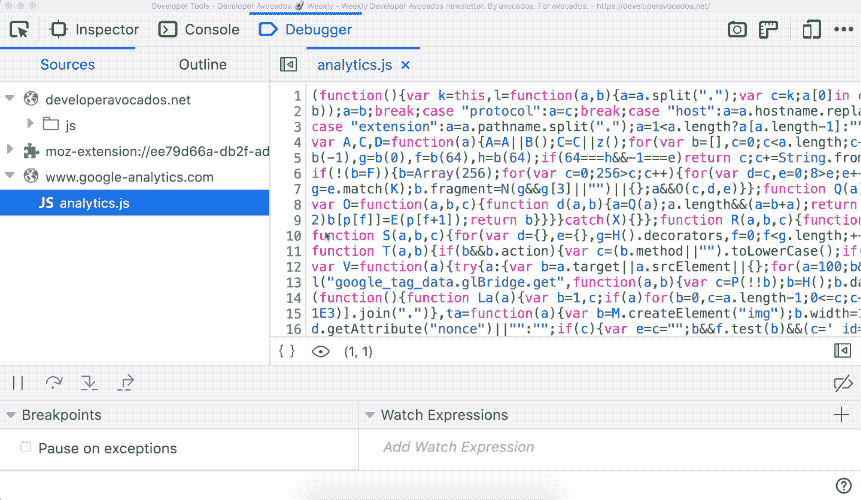 Developer Tools - Developer Avocados 🥑 Weekly - Weekly Developer Avocados newsletter. By avocados. For avocados. - https://developeravocados.net/
Inspector Console Debugger
Sources Outline analytics.js ×
developeravocados.net
js
moz-extension://ee79d66a-db2f-ad
www.google-analytics.com
JS analytics.js
1 (function(){var k=this,l=function(a,b){a=a.split(".");var c=k;a[0]in c
2 b));a=b;break;case "protocol":a=c;break;case "host":a=a.hostname.repla
3 case "extension":a=a.pathname.split(".");a=1<a.length?a[a.length-1]:""
4 var A,C,D=function(a){A=A||B();C=C||z();for(var b=[],c=0;c<a.length;c+
5 b(-1),g=b(0),f=b(64),h=b(64);if(64===h&&-1===e)return c;c+=String.from
6 if(!(b=F)){b=Array(256);for(var c=0;256>c;c++){for(var d=c,e=0;8>e;e+
7 g=e.match(K);b.fragment=N(g&&g[3]||"")||{};a&&O(c,d,e)}};function Q(a)
8 var O=function(a,b,c){function d(a,b){a=Q(a);a.length&&(a=b+a);return
9 2)b[p[f]]=E(p[f+1]);return b}}}}catch(X){}};function R(a,b,c){function
10 function S(a,b,c){for(var d={},e={},g=H().decorators,f=0;f<g.length;+
11 function T(a,b){if(b&&b.action){var c=(b.method||"").toLowerCase();if(
12 var V=function(a){try{a:{var b=a.target||a.srcElement||{};for(a=100;b&
13 l("google_tag_data.glBridge.get",function(a,b){var c=P(!!b);b=H();b.da
14 (function(){function La(a){var b=1,c;if(a)for(b=0,c=a.length-1;0<=c;c-
15 1E3)].join(".")},ta=function(a){var b=M.createElement("img");b.width=1
16 d.getAttribute("nonce")||"":"";if(c){var e=c="";b&&f.test(b)&&(c=' id=
{ } (1, 1)
Breakpoints
Pause on exceptions
Watch Expressions
Add Watch Expression